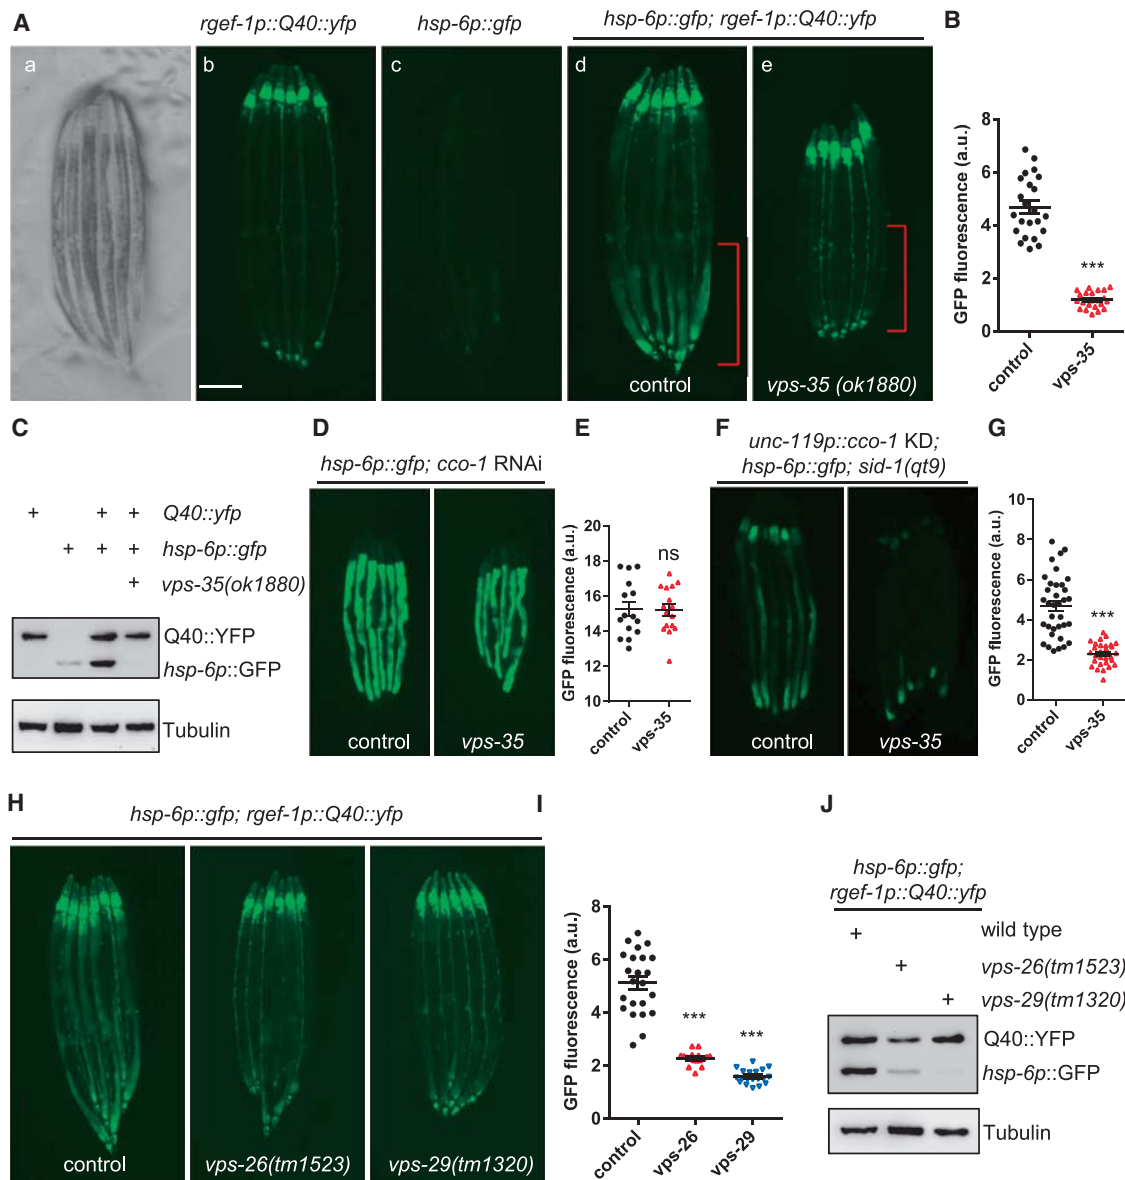 A
rgef-1p::Q40::yfp
hsp-6p::gfp
hsp-6p::gfp; rgef-1p::Q40::yfp
a
b
c
d
e
control
vps-35 (ok1880)
B
GFP fluorescence (a.u.)
8
6
4
2
0
***
control
vps-35
C
+ + + Q40::yfp
+ + + hsp-6p::gfp
+ vps-35(ok1880)
Q40::YFP
hsp-6p::GFP
Tubulin
D
hsp-6p::gfp; cco-1 RNAi
control
vps-35
E
GFP fluorescence (a.u.)
20
18
16
14
12
10
ns
control
vps-35
F
unc-119p::cco-1 KD;
hsp-6p::gfp; sid-1(qt9)
control
vps-35
G
GFP fluorescence (a.u.)
10
8
6
4
2
0
***
control
vps-35
H
hsp-6p::gfp; rgef-1p::Q40::yfp
control
vps-26(tm1523)
vps-29(tm1320)
I
GFP fluorescence (a.u.)
8
6
4
2
0
***
***
control
vps-26
vps-29
J
hsp-6p::gfp;
rgef-1p::Q40::yfp
+ wild type
+ vps-26(tm1523)
+ vps-29(tm1320)
Q40::YFP
hsp-6p::GFP
Tubulin